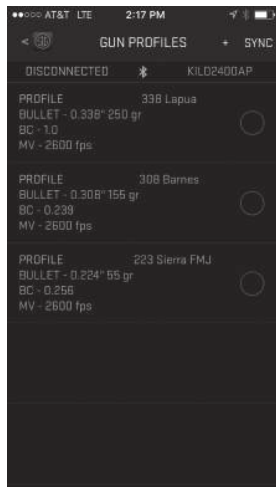 ●●○○○ AT&T LTE 2:17 PM
< GUN PROFILES + SYNC
DISCONNECTED KILO2400AP
PROFILE 338 Lapua
BULLET - 0.338" 250 gr
BC - 1.0
MV - 2600 fps
PROFILE 308 Barnes
BULLET - 0.308" 155 gr
BC - 0.239
MV - 2600 fps
PROFILE 223 Sierra FMJ
BULLET - 0.224" 55 gr
BC - 0.256
MV - 2600 fps